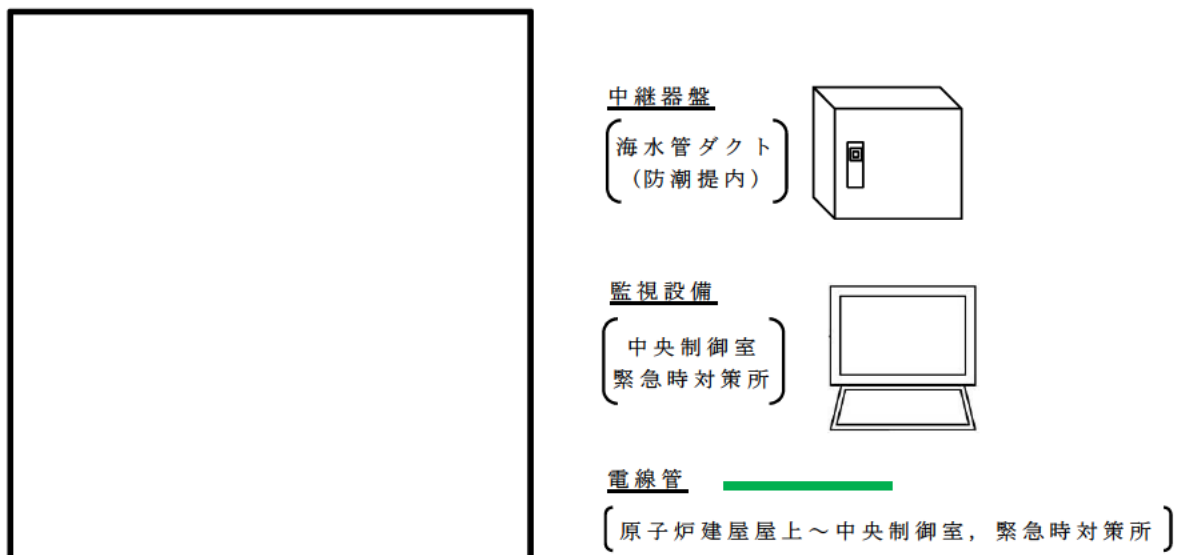 中継器盤
海水管ダクト
(防潮提内)
監視設備
中央制御室
緊急時対策所
電線管
原子炉建屋屋上～中央制御室，緊急時対策所